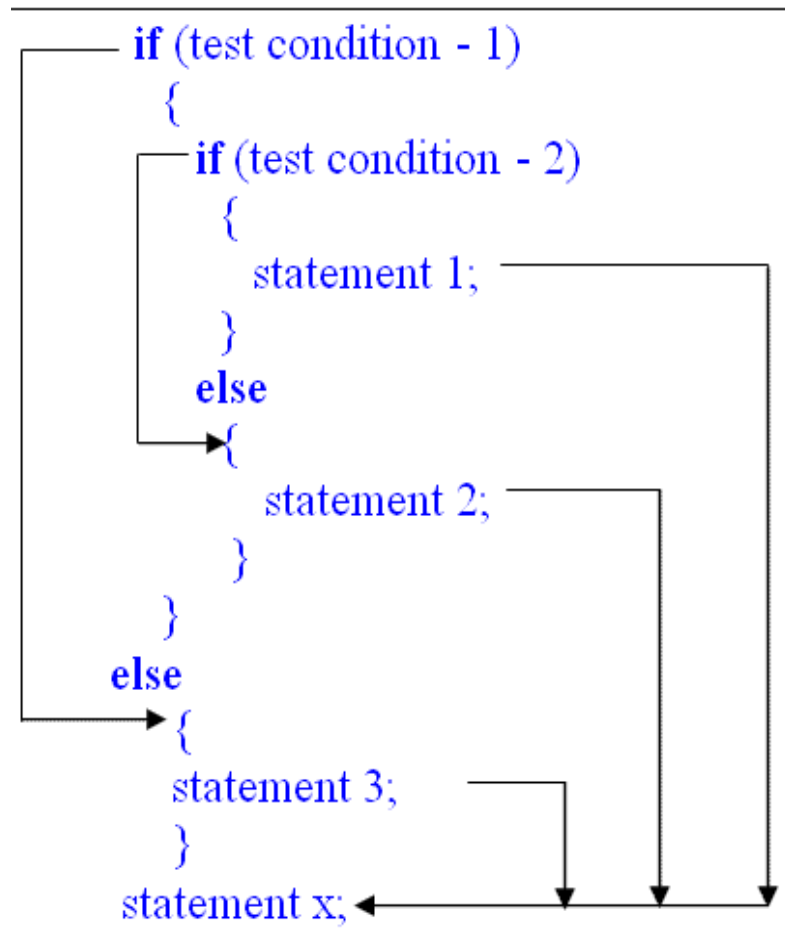 if (test condition - 1)
{
if (test condition - 2)
{
statement 1;
}
else
{
statement 2;
}
}
else
{
statement 3;
}
statement x;